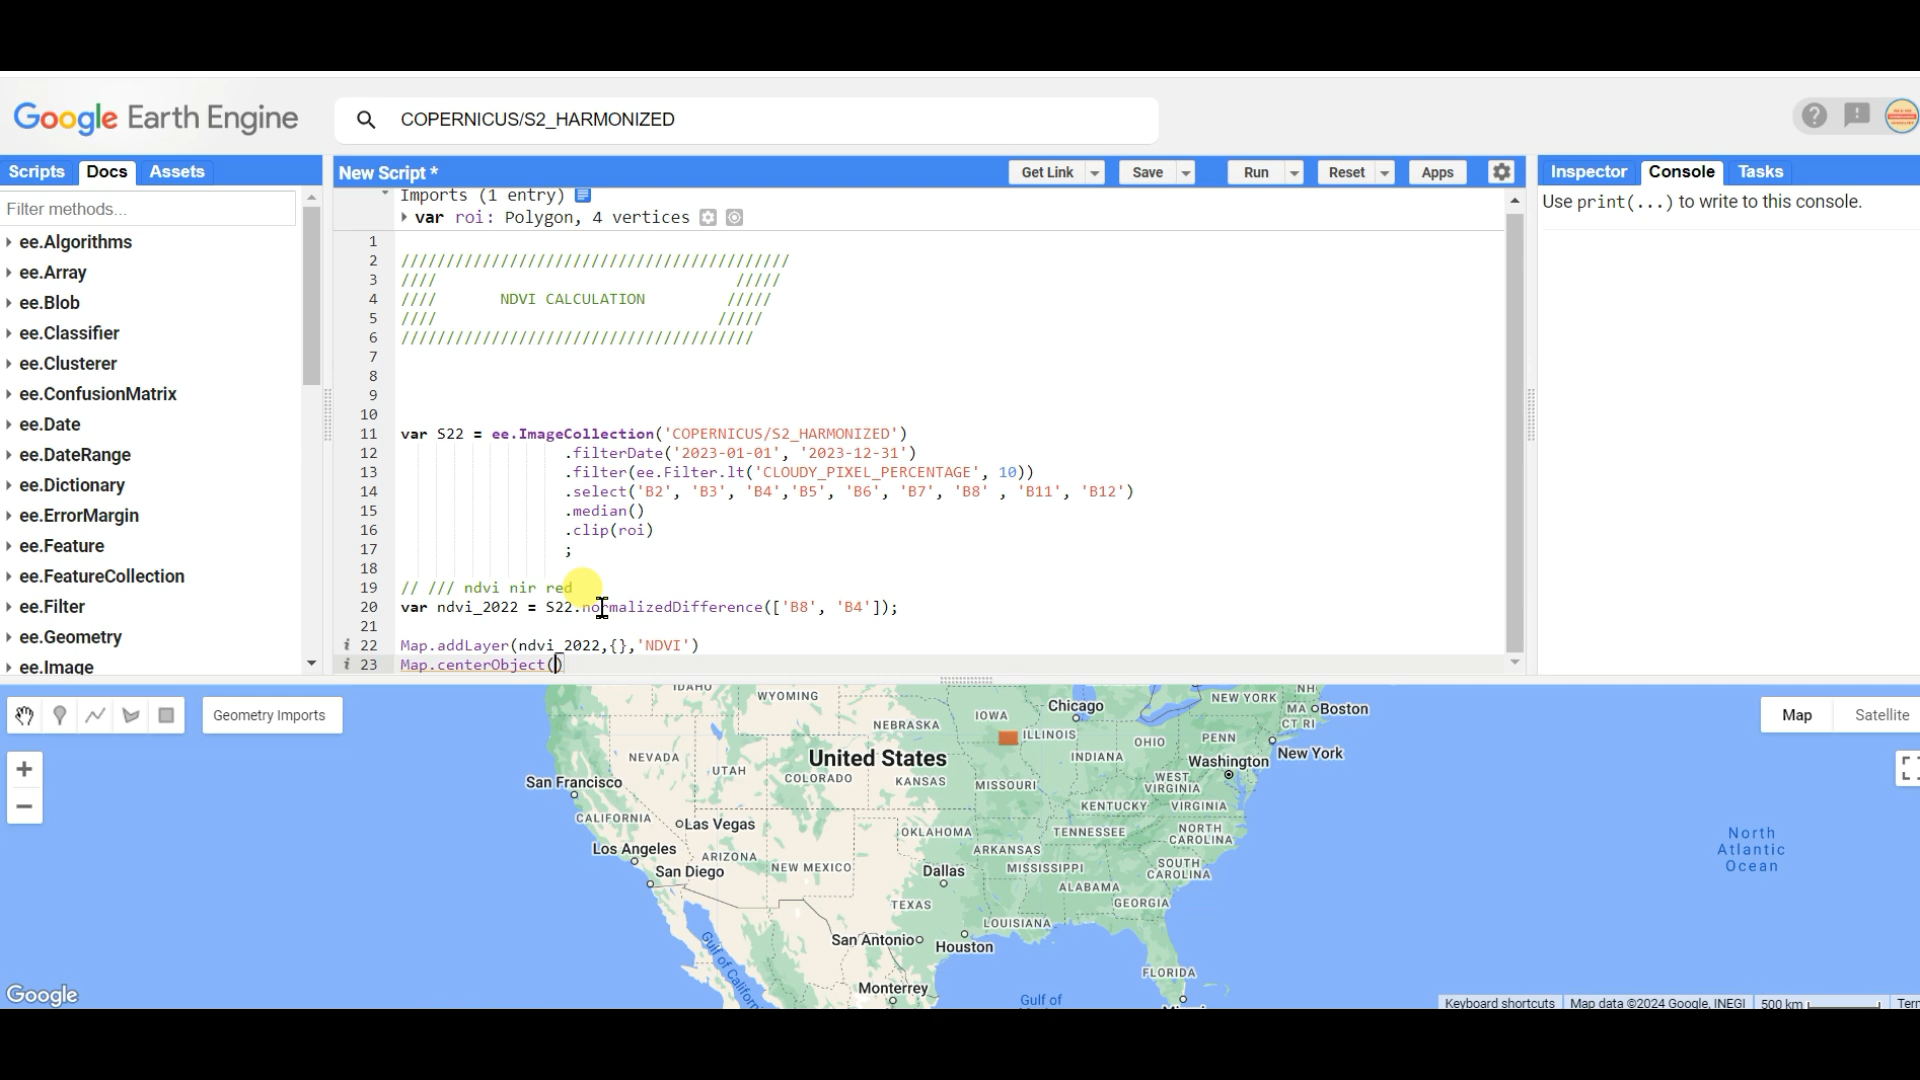 Google Earth Engine
COPERNICUS/S2_HARMONIZED
Scripts Docs Assets
New Script *
Get Link Save Run Reset Apps
Inspector Console Tasks
Filter methods...
ee.Algorithms
ee.Array
ee.Blob
ee.Classifier
ee.Clusterer
ee.ConfusionMatrix
ee.Date
ee.DateRange
ee.Dictionary
ee.ErrorMargin
ee.Feature
ee.FeatureCollection
ee.Filter
ee.Geometry
ee.Image
Imports (1 entry)
var roi: Polygon, 4 vertices
1
2 ///////////////////////////////////////////
3 //// /////
4 //// NDVI CALCULATION /////
5 //// /////
6 ///////////////////////////////////////
7
8
9
10
11 var S22 = ee.ImageCollection('COPERNICUS/S2_HARMONIZED')
12 .filterDate('2023-01-01', '2023-12-31')
13 .filter(ee.Filter.lt('CLOUDY_PIXEL_PERCENTAGE', 10))
14 .select('B2', 'B3', 'B4','B5', 'B6', 'B7', 'B8' , 'B11', 'B12')
15 .median()
16 .clip(roi)
17 ;
18
19 // /// ndvi nir red
20 var ndvi_2022 = S22.normalizedDifference(['B8', 'B4']);
21
i 22 Map.addLayer(ndvi_2022,{},'NDVI')
i 23 Map.centerObject()
Use print(...) to write to this console.
Geometry Imports
Map Satellite
+
−
IDAHO
WYOMING
IOWA
Chicago
NEW YORK
NH
MA
Boston
CT RI
NEBRASKA
ILLINOIS
OHIO
PENN
New York
NEVADA
United States
INDIANA
Washington
San Francisco
UTAH
COLORADO
KANSAS
MISSOURI
WEST
VIRGINIA
KENTUCKY
VIRGINIA
CALIFORNIA
Las Vegas
OKLAHOMA
TENNESSEE
NORTH
CAROLINA
Los Angeles
ARIZONA
NEW MEXICO
ARKANSAS
MISSISSIPPI
SOUTH
CAROLINA
San Diego
Dallas
ALABAMA
GEORGIA
TEXAS
LOUISIANA
San Antonio
Houston
FLORIDA
Monterrey
Gulf of
Gulf of
North
Atlantic
Ocean
Google
Keyboard shortcuts Map data ©2024 Google, INEGI 500 km